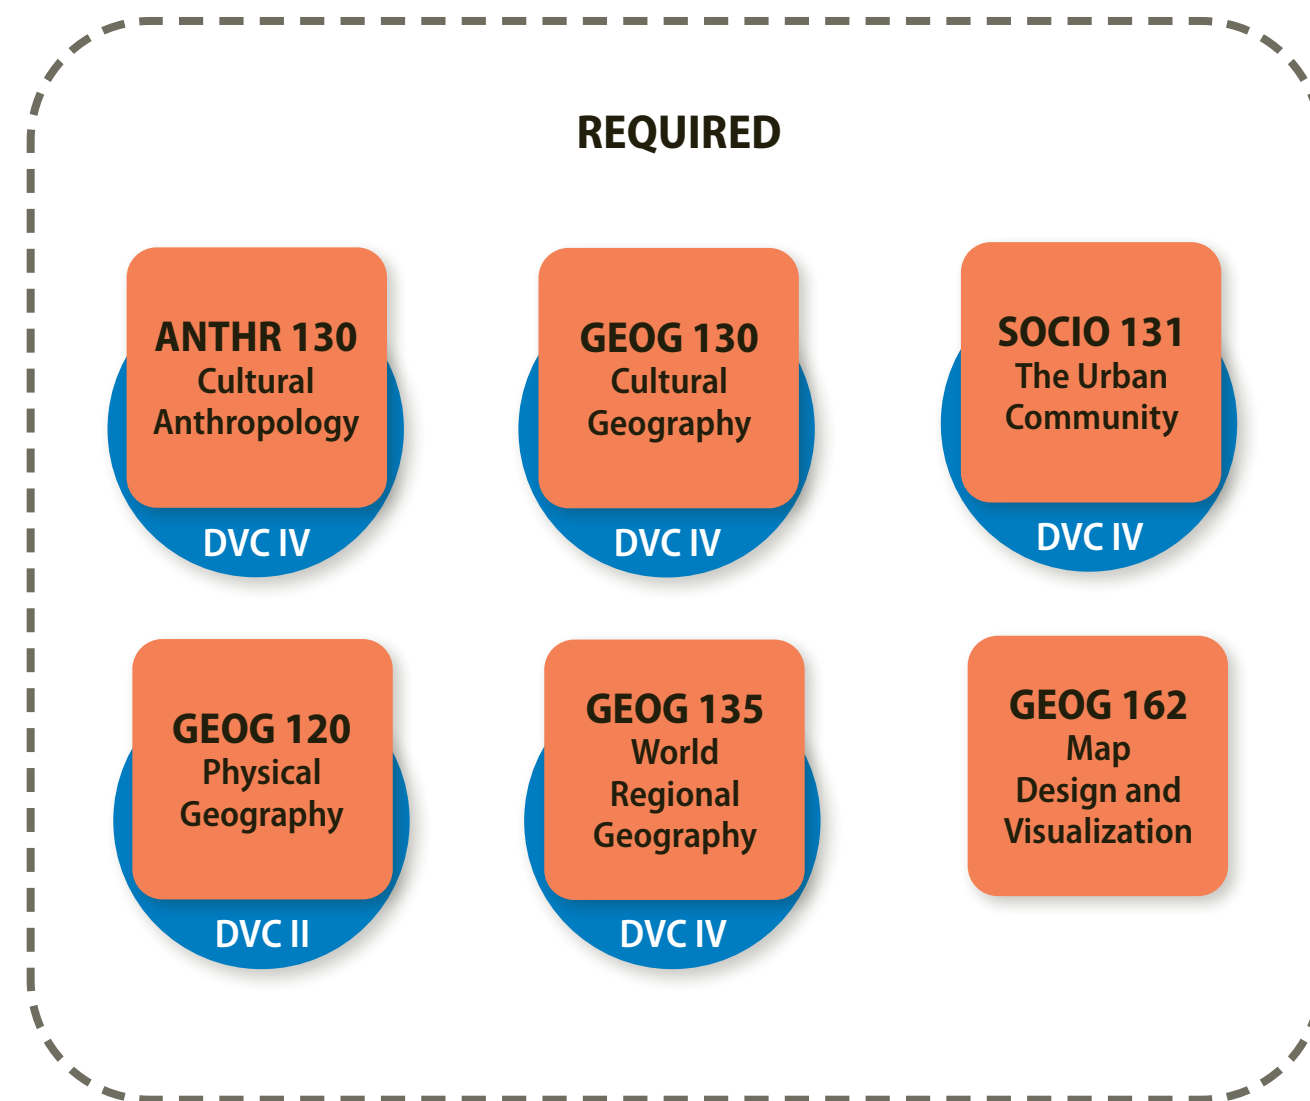 REQUIRED
ANTHR 130
Cultural
Anthropology
DVC IV
GEOG 130
Cultural
Geography
DVC IV
SOCIO 131
The Urban
Community
DVC IV
GEOG 120
Physical
Geography
DVC II
GEOG 135
World
Regional
Geography
DVC IV
GEOG 162
Map
Design and
Visualization